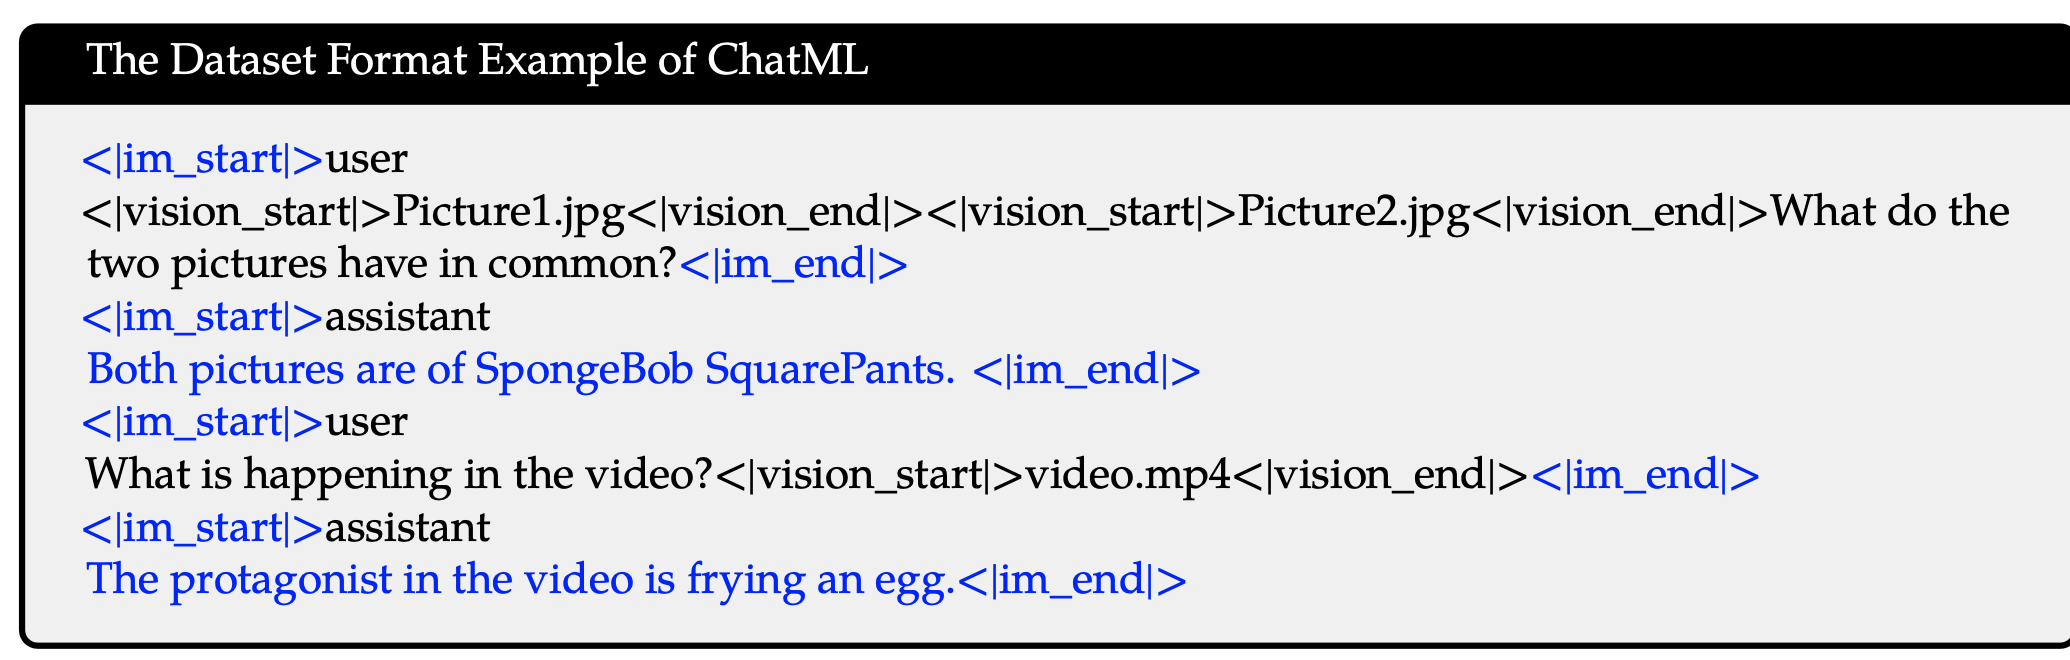 The Dataset Format Example of ChatML
<|im_start|>user
<|vision_start|>Picture1.jpg<|vision_end|><|vision_start|>Picture2.jpg<|vision_end|>What do the
two pictures have in common?<|im_end|>
<|im_start|>assistant
Both pictures are of SpongeBob SquarePants. <|im_end|>
<|im_start|>user
What is happening in the video?<|vision_start|>video.mp4<|vision_end|><|im_end|>
<|im_start|>assistant
The protagonist in the video is frying an egg.<|im_end|>